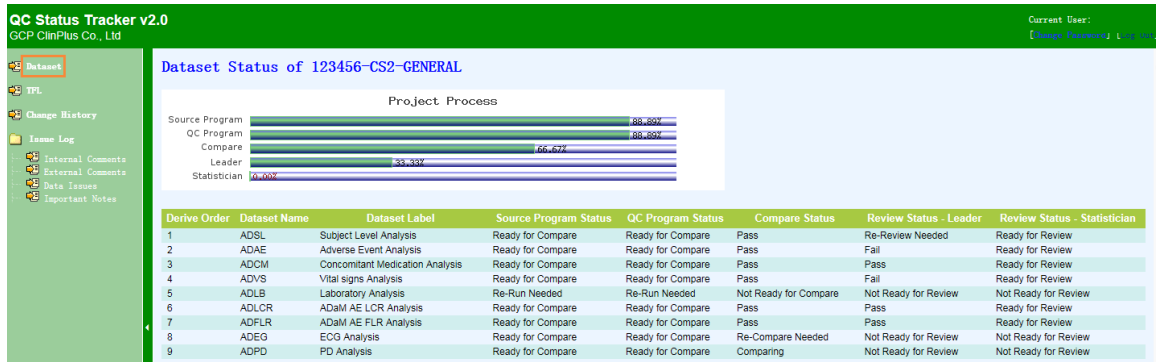 QC Status Tracker v2.0
GCP ClinPlus Co., Ltd
Current User:
[Change Password] [Log out]
Dataset
TFL
Change History
Issue Log
Internal Comments
External Comments
Data Issues
Important Notes
Dataset Status of 123456-CS2-GENERAL
Project Process
Source Program 88.89%
QC Program 88.89%
Compare 66.67%
Leader 33.33%
Statistician 0.00%
Derive Order Dataset Name Dataset Label Source Program Status QC Program Status Compare Status Review Status - Leader Review Status - Statistician
1 ADSL Subject Level Analysis Ready for Compare Ready for Compare Pass Re-Review Needed Ready for Review
2 ADAE Adverse Event Analysis Ready for Compare Ready for Compare Pass Fail Ready for Review
3 ADCM Concomitant Medication Analysis Ready for Compare Ready for Compare Pass Pass Ready for Review
4 ADVS Vital signs Analysis Ready for Compare Ready for Compare Pass Fail Ready for Review
5 ADLB Laboratory Analysis Re-Run Needed Re-Run Needed Not Ready for Compare Not Ready for Review Not Ready for Review
6 ADLCR ADaM AE LCR Analysis Ready for Compare Ready for Compare Pass Pass Ready for Review
7 ADFLR ADaM AE FLR Analysis Ready for Compare Ready for Compare Pass Pass Ready for Review
8 ADEG ECG Analysis Ready for Compare Ready for Compare Re-Compare Needed Not Ready for Review Not Ready for Review
9 ADPD PD Analysis Ready for Compare Ready for Compare Comparing Not Ready for Review Not Ready for Review